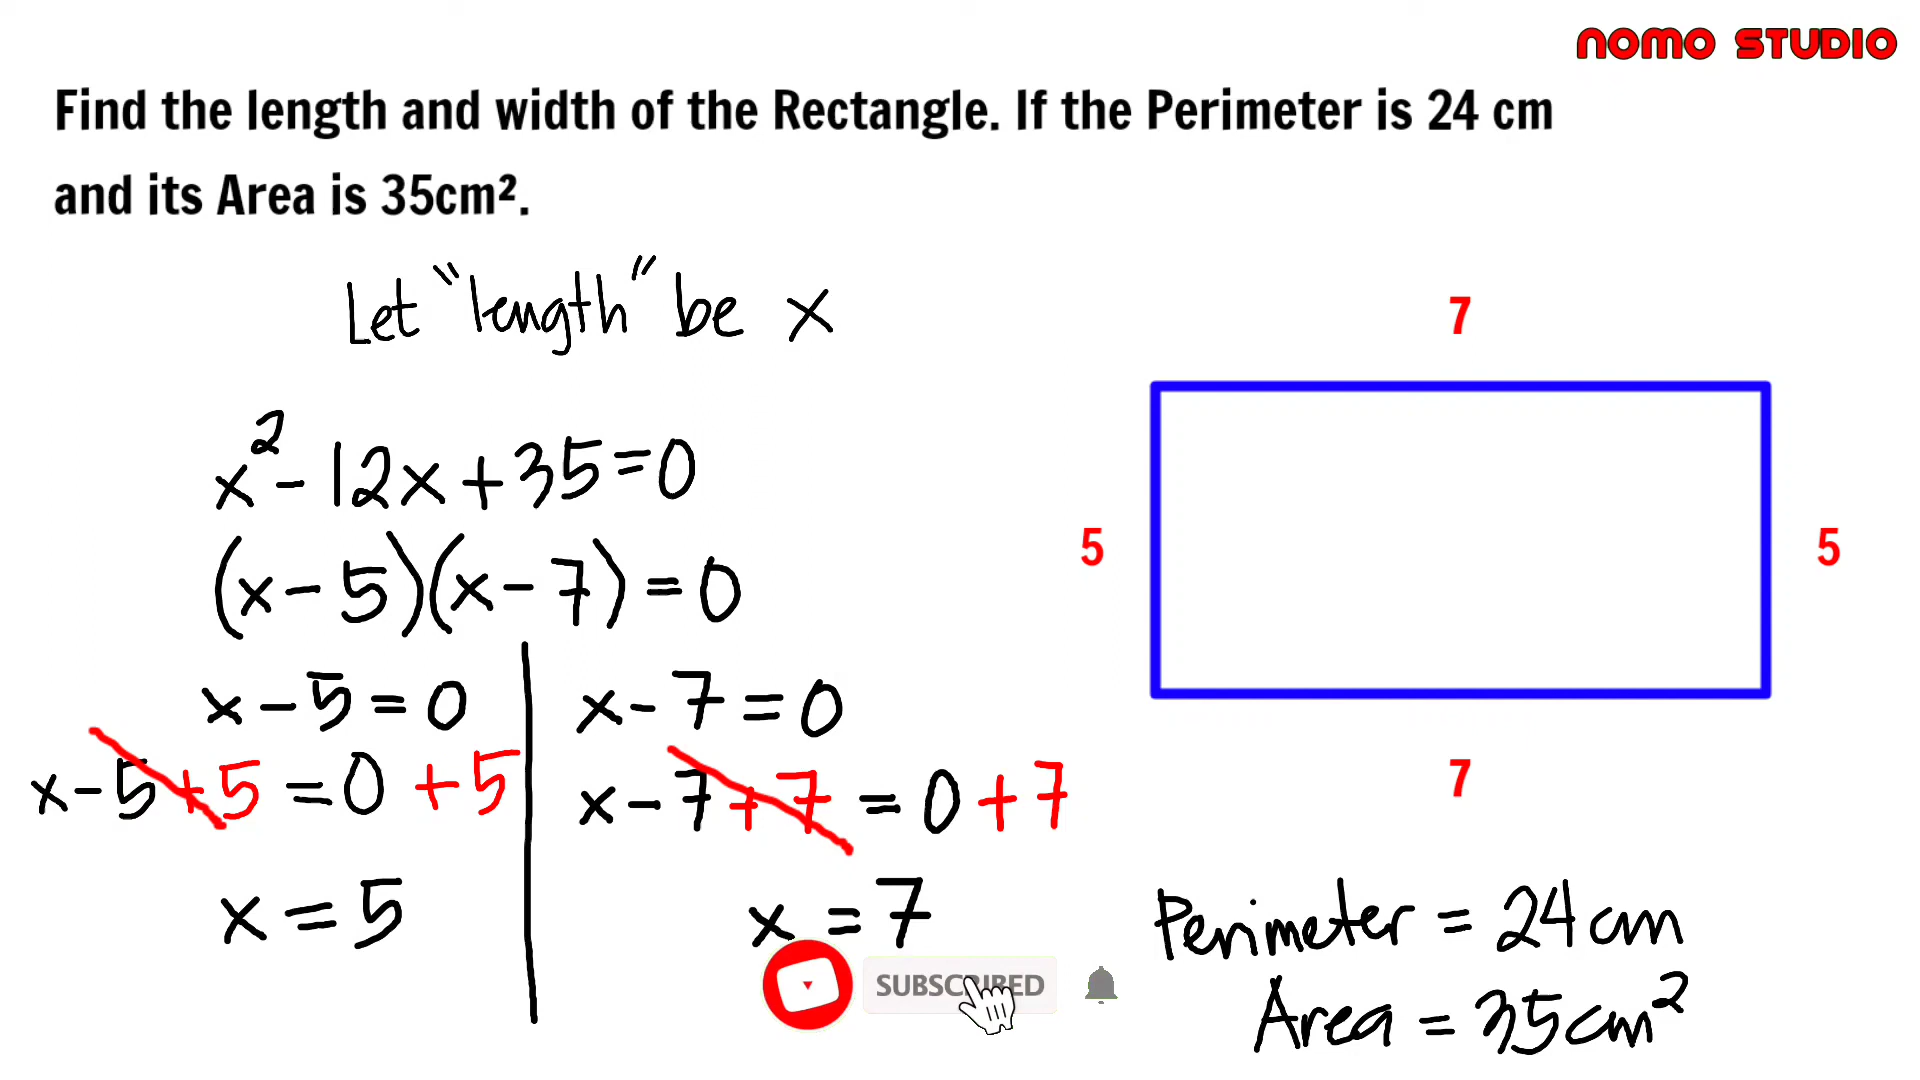 NOMO STUDIO
Find the length and width of the Rectangle. If the Perimeter is 24 cm
and its Area is 35cm².
Let "length" be x
x² - 12x + 35 = 0
(x - 5)(x - 7) = 0
x - 5 = 0
x - 5 + 5 = 0 + 5
x = 5
x - 7 = 0
x - 7 + 7 = 0 + 7
x = 7
7
5
5
7
Perimeter = 24 cm
Area = 35 cm²
SUBSCRIBED